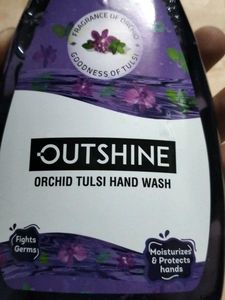 FRAGRANCE OF ORCHID
GOODNESS OF TULSI
OUTSHINE
ORCHID TULSI HAND WASH
Fights
Germs
Moisturizes
& Protects
hands